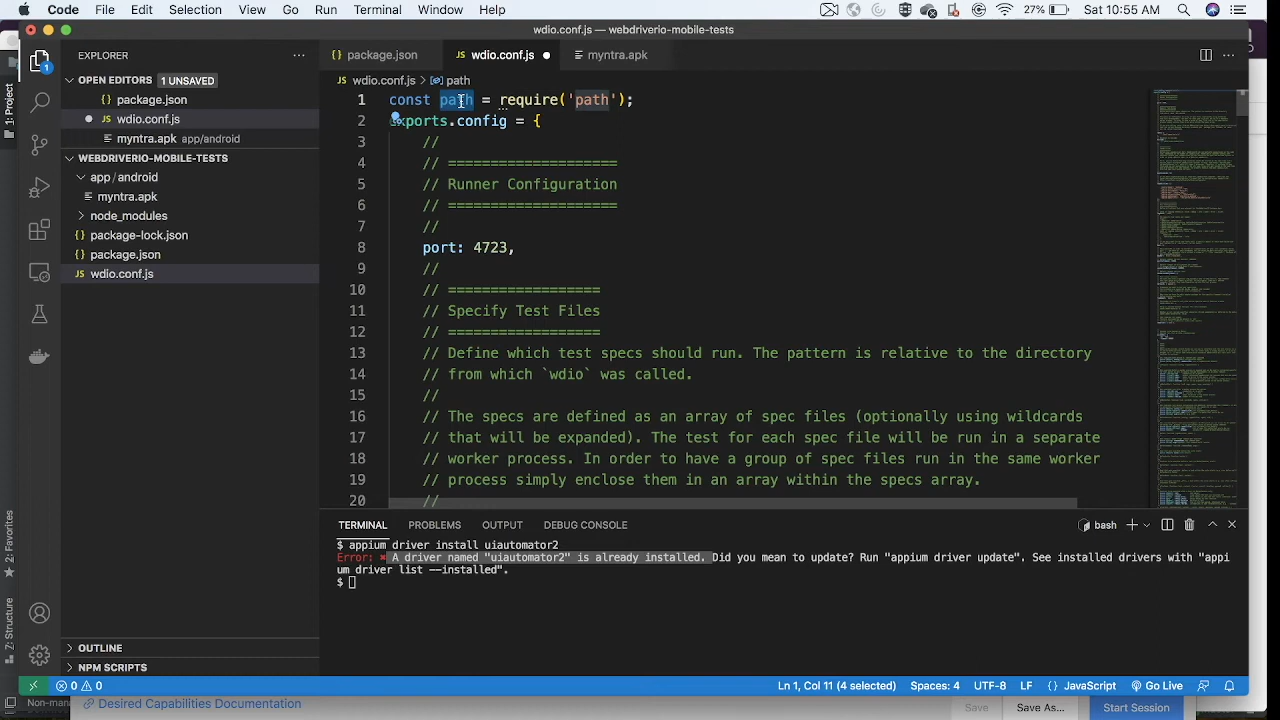 Code File Edit Selection View Go Run Terminal Window Help 27% Sat 10:55 AM
wdio.conf.js — webdriverio-mobile-tests
EXPLORER
package.json
wdio.conf.js
myntra.apk
OPEN EDITORS 1 UNSAVED
package.json
wdio.conf.js
myntra.apk app/android
WEBDRIVERIO-MOBILE-TESTS
app / android
myntra.apk
node_modules
package-lock.json
package.json
wdio.conf.js
wdio.conf.js > path
1 const path = require('path');
2 exports.config = {
3 //
4 // ====================
5 // Runner Configuration
6 // ====================
7 //
8 port: 4723,
9 //
10 // ==================
11 // Specify Test Files
12 // ==================
13 // Define which test specs should run. The pattern is relative to the directory
14 // from which `wdio` was called.
15 //
16 // The specs are defined as an array of spec files (optionally using wildcards
17 // that will be expanded). The test for each spec file will be run in a separate
18 // worker process. In order to have a group of spec files run in the same worker
19 // process simply enclose them in an array within the specs array.
20 //
TERMINAL PROBLEMS OUTPUT DEBUG CONSOLE
bash
$ appium driver install uiautomator2
Error: ✖ A driver named "uiautomator2" is already installed. Did you mean to update? Run "appium driver update". See installed drivers with "appi
um driver list --installed".
$
OUTLINE
NPM SCRIPTS
Z: Favorites
Z: Structure
0 0
Ln 1, Col 11 (4 selected) Spaces: 4 UTF-8 LF {} JavaScript Go Live
Non-man
Desired Capabilities Documentation
Save Save As... Start Session